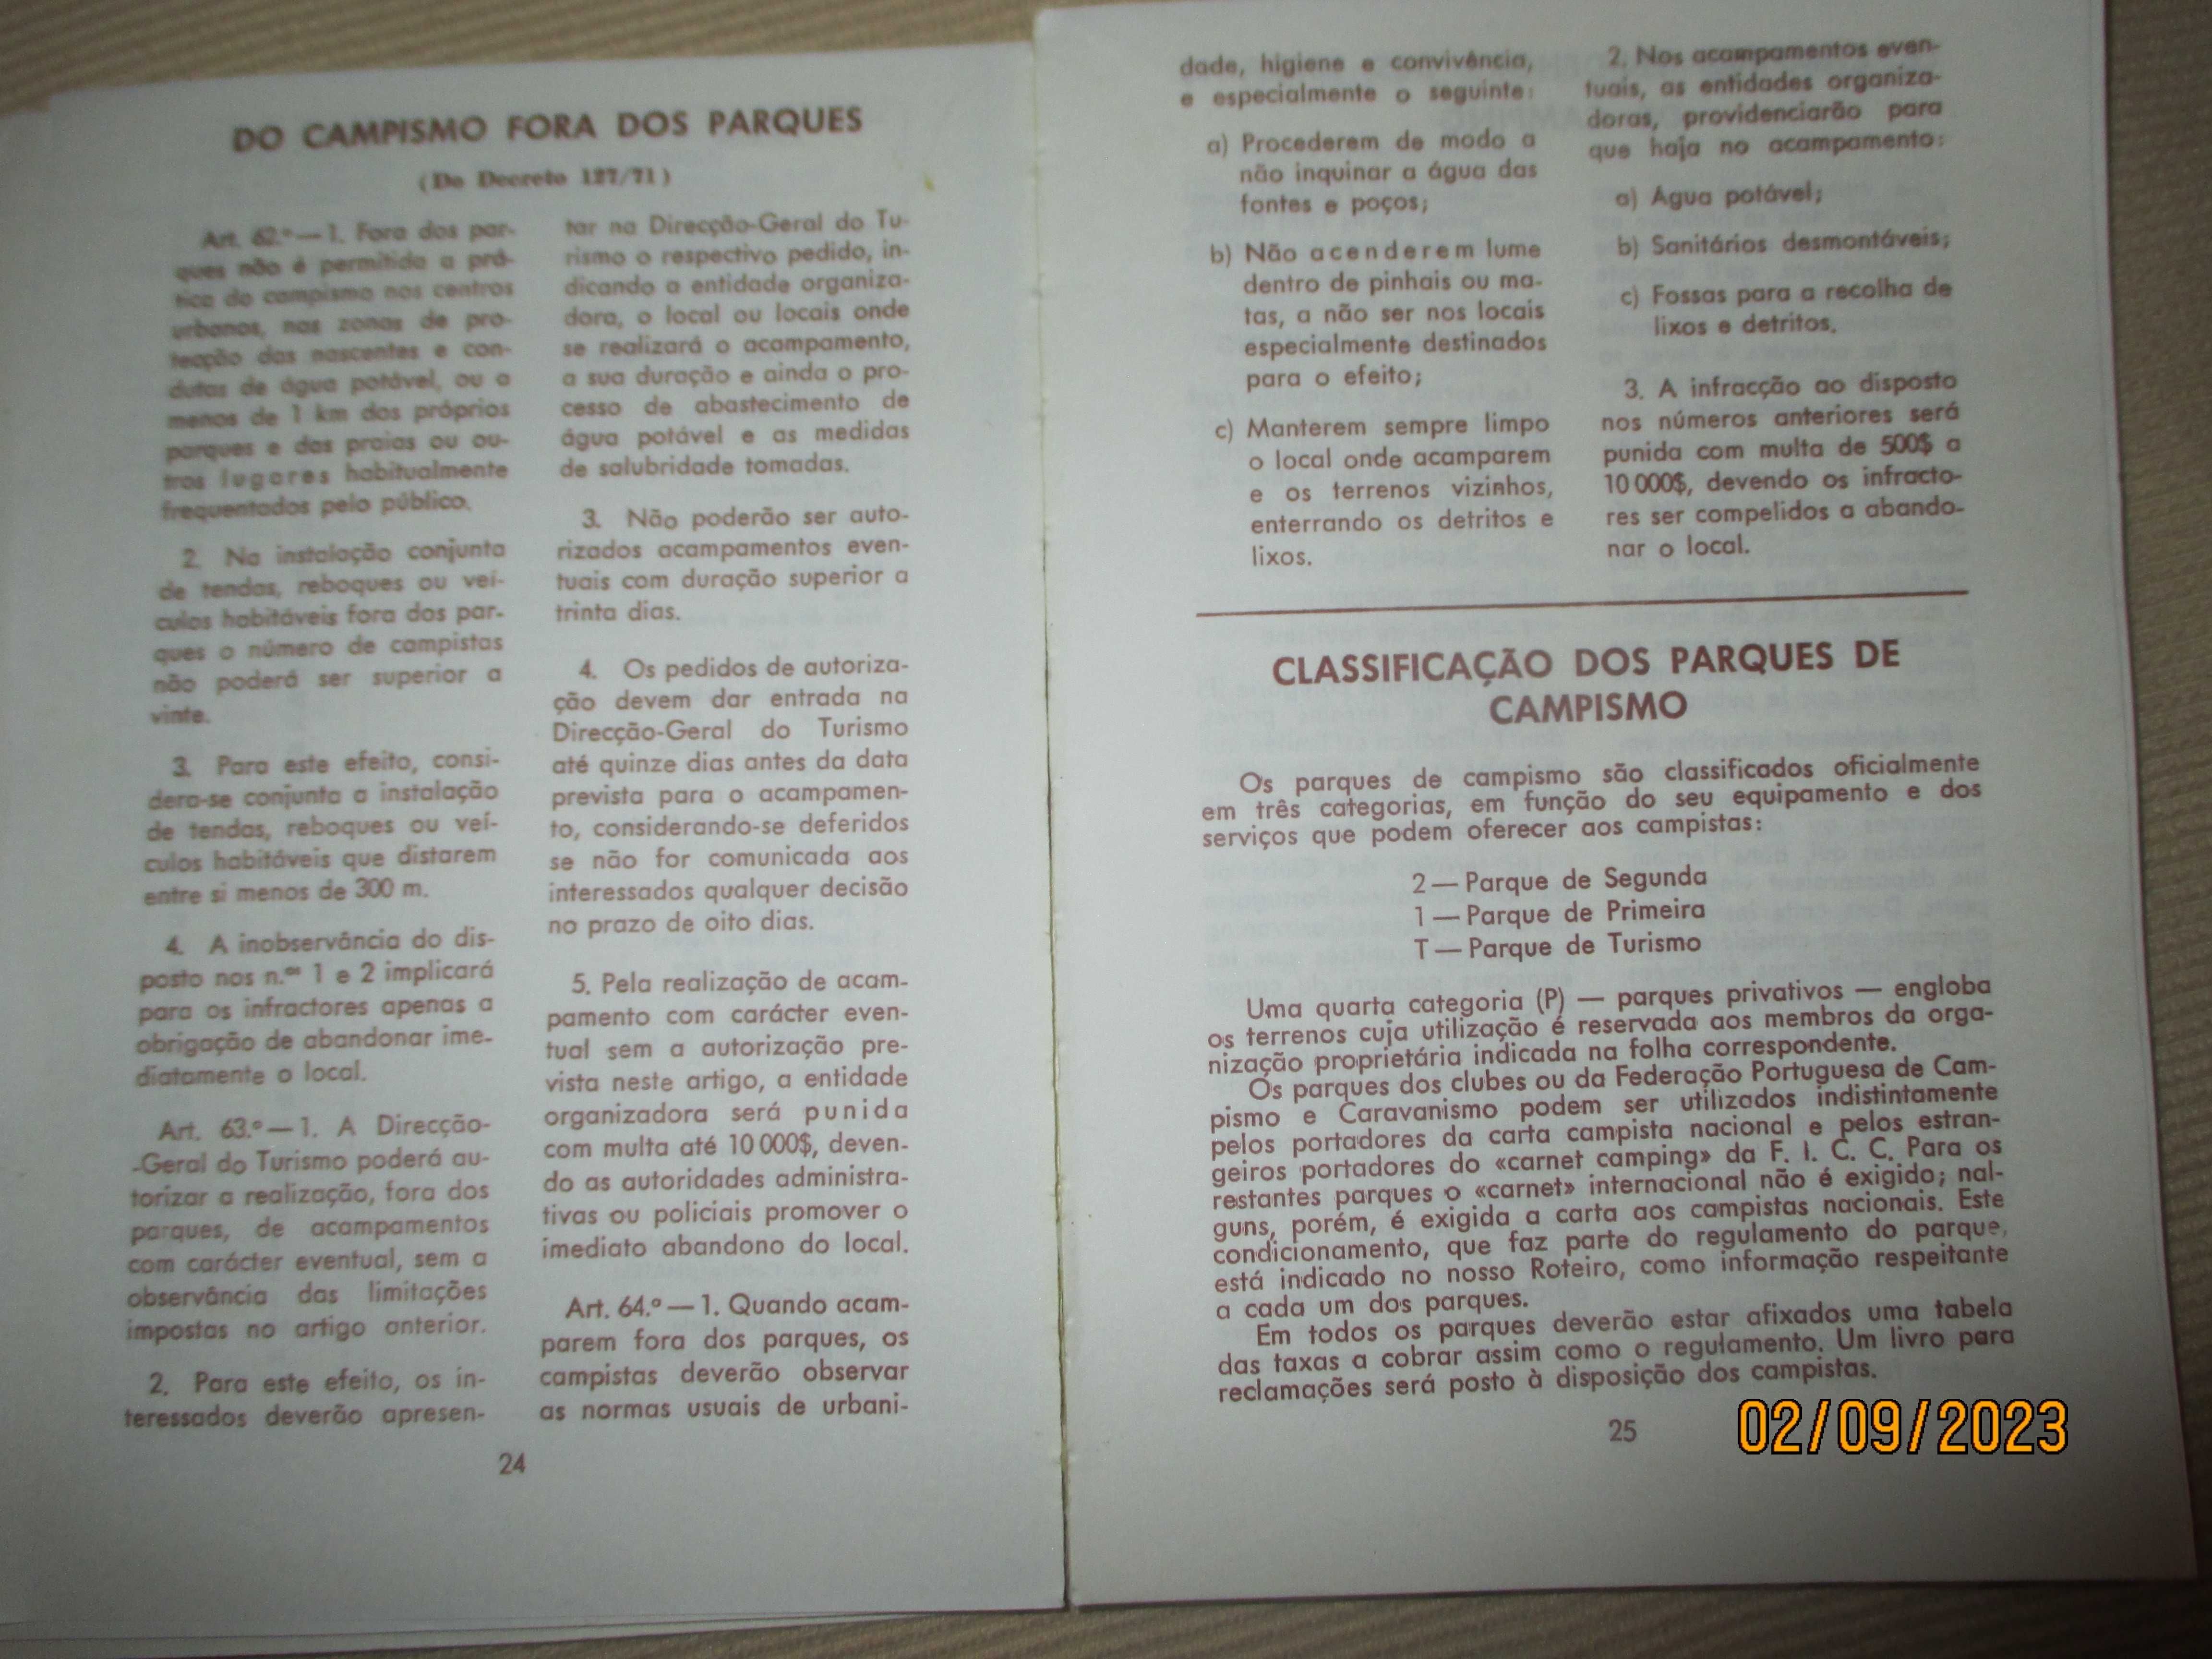 DO CAMPISMO FORA DOS PARQUES
(Do Decreto 127/71)
Art. 62.º — 1. Fora dos par-
ques não é permitida a prá-
tica do campismo nos centros
urbanos, nas zonas de pro-
tecção das nascentes e con-
dutas de água potável, ou a
menos de 1 km dos próprios
parques e das praias ou ou-
tros lugares habitualmente
frequentados pelo público.
2. Na instalação conjunta
de tendas, reboques ou veí-
culos habitáveis fora dos par-
ques o número de campistas
não poderá ser superior a
vinte.
3. Para este efeito, consi-
dera-se conjunta a instalação
de tendas, reboques ou veí-
culos habitáveis que distarem
entre si menos de 300 m.
4. A inobservância do dis-
posto nos n.os 1 e 2 implicará
para os infractores apenas a
obrigação de abandonar ime-
diatamente o local.
Art. 63.º — 1. A Direcção-
-Geral do Turismo poderá au-
torizar a realização, fora dos
parques, de acampamentos
com carácter eventual, sem a
observância das limitações
impostas no artigo anterior.
2. Para este efeito, os in-
teressados deverão apresen-
tar na Direcção-Geral do Tu-
rismo o respectivo pedido, in-
dicando a entidade organiza-
dora, o local ou locais onde
se realizará o acampamento,
a sua duração e ainda o pro-
cesso de abastecimento de
água potável e as medidas
de salubridade tomadas.
3. Não poderão ser auto-
rizados acampamentos even-
tuais com duração superior a
trinta dias.
4. Os pedidos de autoriza-
ção devem dar entrada na
Direcção-Geral do Turismo
até quinze dias antes da data
prevista para o acampamen-
to, considerando-se deferidos
se não for comunicada aos
interessados qualquer decisão
no prazo de oito dias.
5. Pela realização de acam-
pamento com carácter even-
tual sem a autorização pre-
vista neste artigo, a entidade
organizadora será punida
com multa até 10 000$, deven-
do as autoridades administra-
tivas ou policiais promover o
imediato abandono do local.
Art. 64.º — 1. Quando acam-
parem fora dos parques, os
campistas deverão observar
as normas usuais de urbani-
24
dade, higiene e convivência,
e especialmente o seguinte:
a) Procederem de modo a
não inquinar a água das
fontes e poços;
b) Não acenderem lume
dentro de pinhais ou ma-
tas, a não ser nos locais
especialmente destinados
para o efeito;
c) Manterem sempre limpo
o local onde acamparem
e os terrenos vizinhos,
enterrando os detritos e
lixos.
2. Nos acampamentos even-
tuais, as entidades organiza-
doras, providenciarão para
que haja no acampamento:
a) Agua potável;
b) Sanitários desmontáveis;
c) Fossas para a recolha de
lixos e detritos.
3. A infracção ao disposto
nos números anteriores será
punida com multa de 500$ a
10 000$, devendo os infracto-
res ser compelidos a abando-
nar o local.
CLASSIFICAÇÃO DOS PARQUES DE
CAMPISMO
Os parques de campismo são classificados oficialmente
em três categorias, em função do seu equipamento e dos
serviços que podem oferecer aos campistas:
2 — Parque de Segunda
1 — Parque de Primeira
T — Parque de Turismo
Uma quarta categoria (P) — parques privativos — engloba
os terrenos cuja utilização é reservada aos membros da orga-
nização proprietária indicada na folha correspondente.
Os parques dos clubes ou da Federação Portuguesa de Cam-
pismo e Caravanismo podem ser utilizados indistintamente
pelos portadores da carta campista nacional e pelos estran-
geiros portadores do «carnet camping» da F. I. C. C. Para os
restantes parques o «carnet» internacional não é exigido; nal-
guns, porém, é exigida a carta aos campistas nacionais. Este
condicionamento, que faz parte do regulamento do parque,
está indicado no nosso Roteiro, como informação respeitante
a cada um dos parques.
Em todos os parques deverão estar afixados uma tabela
das taxas a cobrar assim como o regulamento. Um livro para
reclamações será posto à disposição dos campistas.
25
02/09/2023